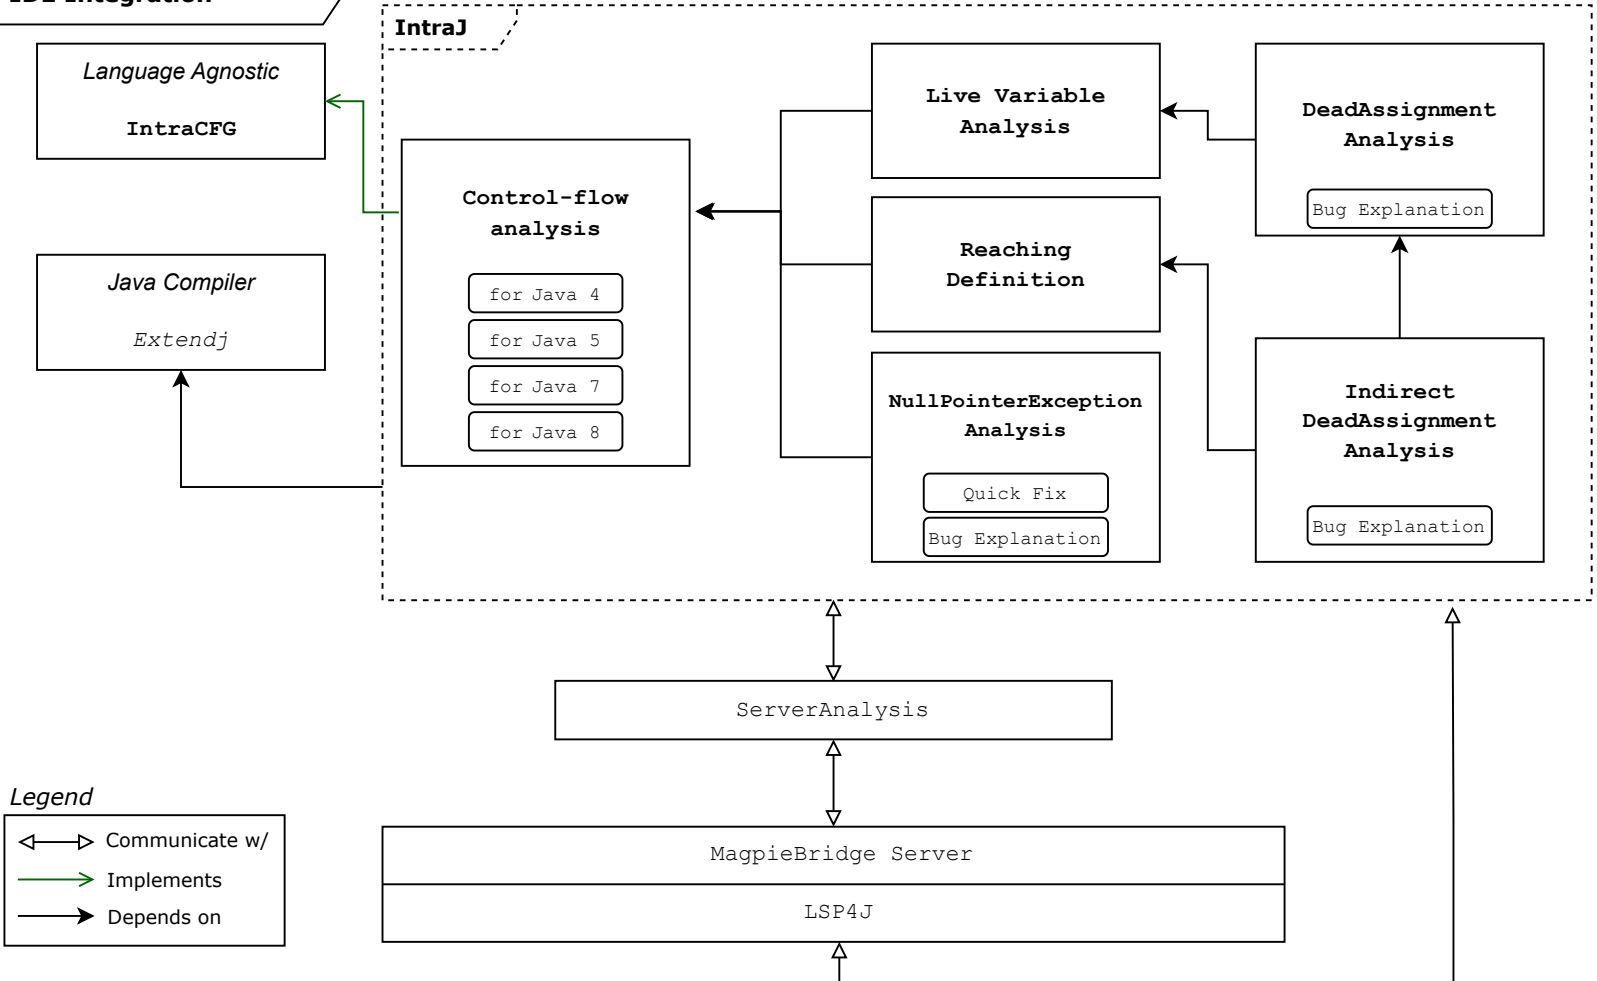 IDE Integration
IntraJ
Language Agnostic
IntraCFG
Java Compiler
Extendj
Control-flow
analysis
for Java 4
for Java 5
for Java 7
for Java 8
Live Variable
Analysis
Reaching
Definition
NullPointerException
Analysis
Quick Fix
Bug Explanation
DeadAssignment
Analysis
Bug Explanation
Indirect
DeadAssignment
Analysis
Bug Explanation
ServerAnalysis
MagpieBridge Server
LSP4J
Legend
Communicate w/
Implements
Depends on